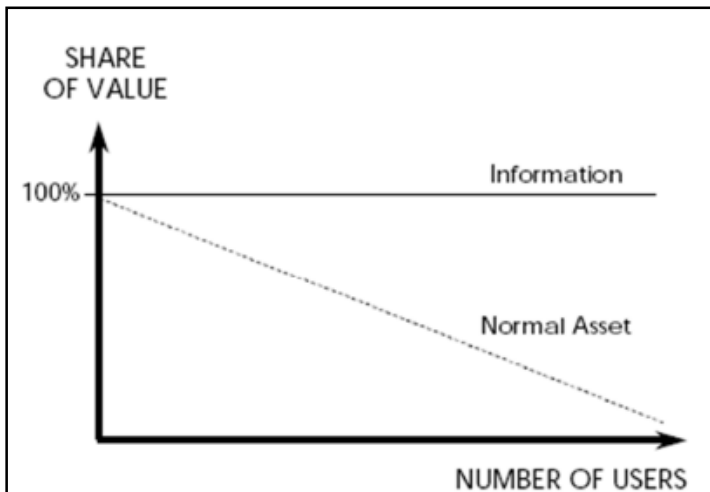 SHARE
OF VALUE
100%
Information
Normal Asset
NUMBER OF USERS